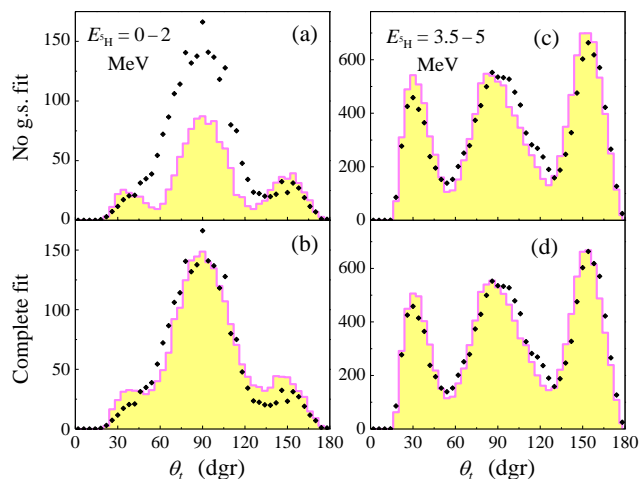 E⁵H = 0 – 2
MeV
(a)
No g.s. fit
150
100
50
25
0
E⁵H = 3.5 – 5
MeV
(c)
600
400
200
0
(b)
Complete fit
150
100
50
0
0 30 60 90 120 150
θt (dgr)
(d)
600
400
200
0
0 30 60 90 120 150 180
θt (dgr)